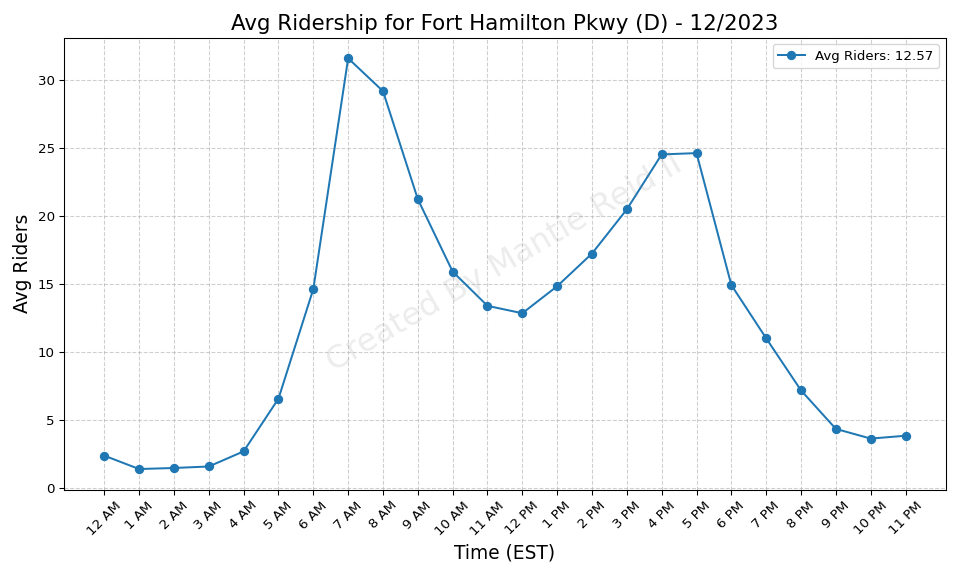 Avg Ridership for Fort Hamilton Pkwy (D) - 12/2023
Avg Riders: 12.57
Avg Riders
30
25
20
15
10
5
0
Created By Mantle Reid II
12 AM
1 AM
2 AM
3 AM
4 AM
5 AM
6 AM
7 AM
8 AM
9 AM
10 AM
11 AM
12 PM
1 PM
2 PM
3 PM
4 PM
5 PM
6 PM
7 PM
8 PM
9 PM
10 PM
11 PM
Time (EST)